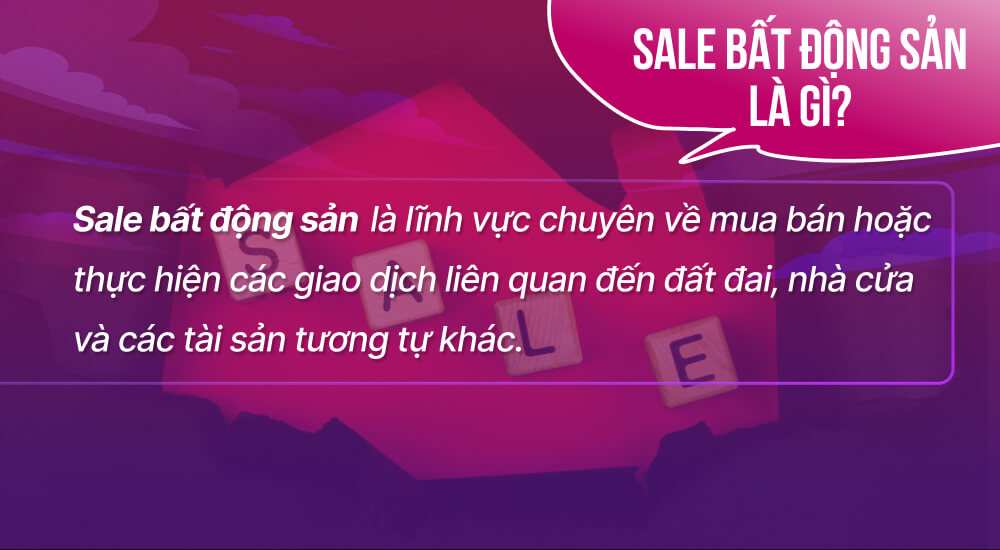 SALE BẤT ĐỘNG SẢN
LÀ GÌ?
Sale bất động sản là lĩnh vực chuyên về mua bán hoặc
thực hiện các giao dịch liên quan đến đất đai, nhà cửa
và các tài sản tương tự khác.
S A L E